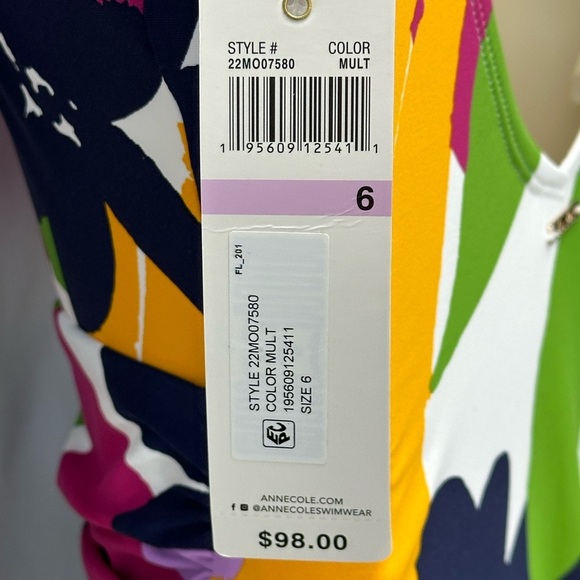 STYLE # COLOR
22MO07580 MULT
1 95609 12541 1
6
FL_201
STYLE 22MO07580
COLOR MULT
195609125411
SIZE 6
EPC
ANNECOLE.COM
@ANNECOLESWIMWEAR
$98.00